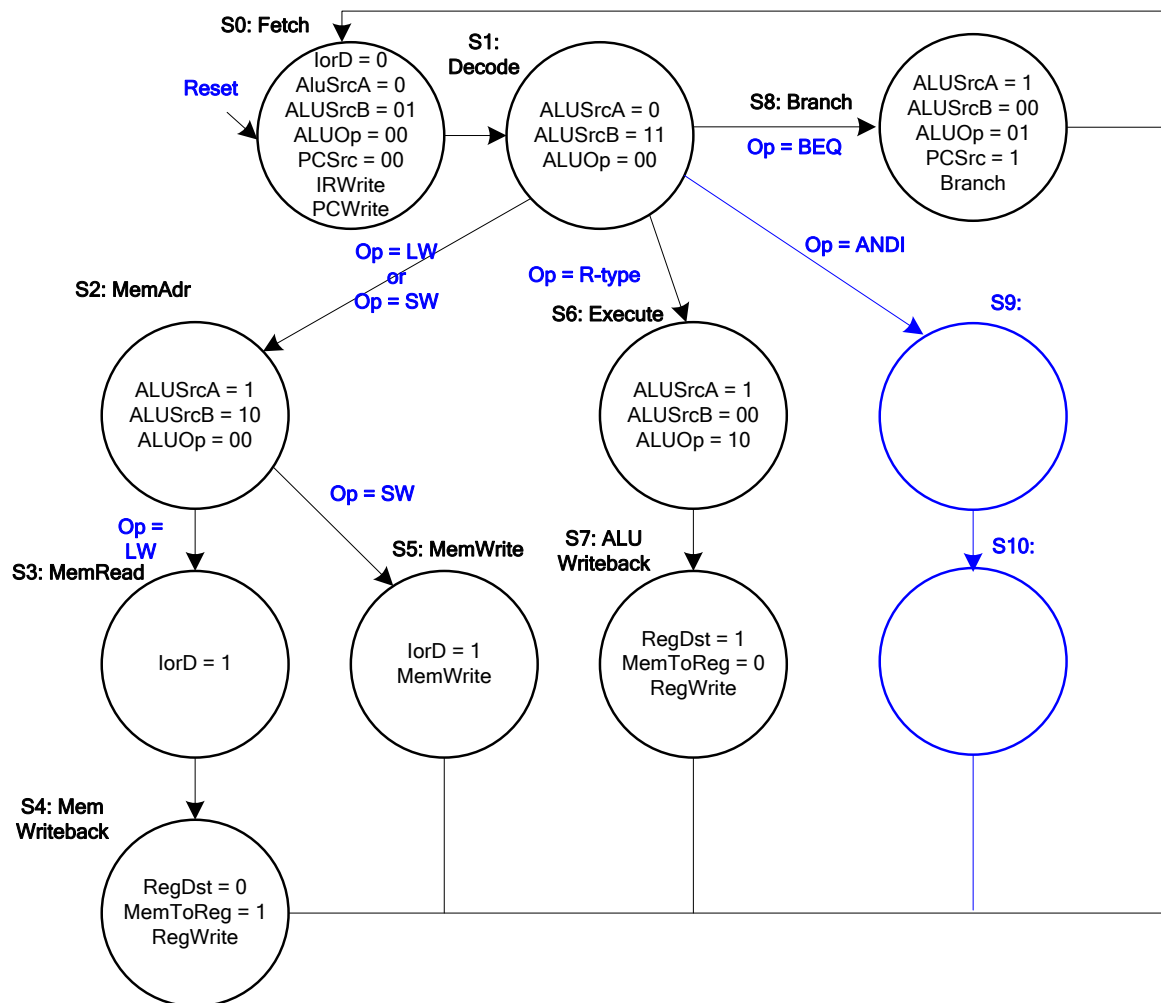 S0: Fetch
IorD = 0
AluSrcA = 0
ALUSrcB = 01
ALUOp = 00
PCSrc = 00
IRWrite
PCWrite
Reset
S1:
Decode
ALUSrcA = 0
ALUSrcB = 11
ALUOp = 00
S8: Branch
Op = BEQ
ALUSrcA = 1
ALUSrcB = 00
ALUOp = 01
PCSrc = 1
Branch
Op = LW
or
Op = SW
Op = R-type
Op = ANDI
S2: MemAdr
ALUSrcA = 1
ALUSrcB = 10
ALUOp = 00
S6: Execute
ALUSrcA = 1
ALUSrcB = 00
ALUOp = 10
S9:
Op =
LW
Op = SW
S3: MemRead
IorD = 1
S5: MemWrite
IorD = 1
MemWrite
S7: ALU
Writeback
RegDst = 1
MemToReg = 0
RegWrite
S10:
S4: Mem
Writeback
RegDst = 0
MemToReg = 1
RegWrite